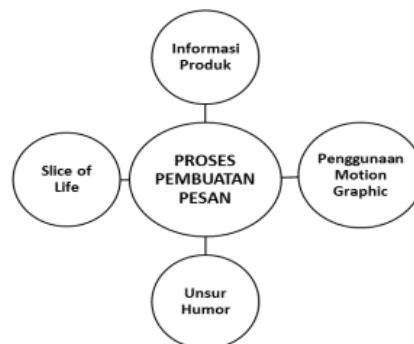 Informasi
Produk
Slice of
Life
PROSES
PEMBUATAN
PESAN
Penggunaan
Motion
Graphic
Unsur
Humor